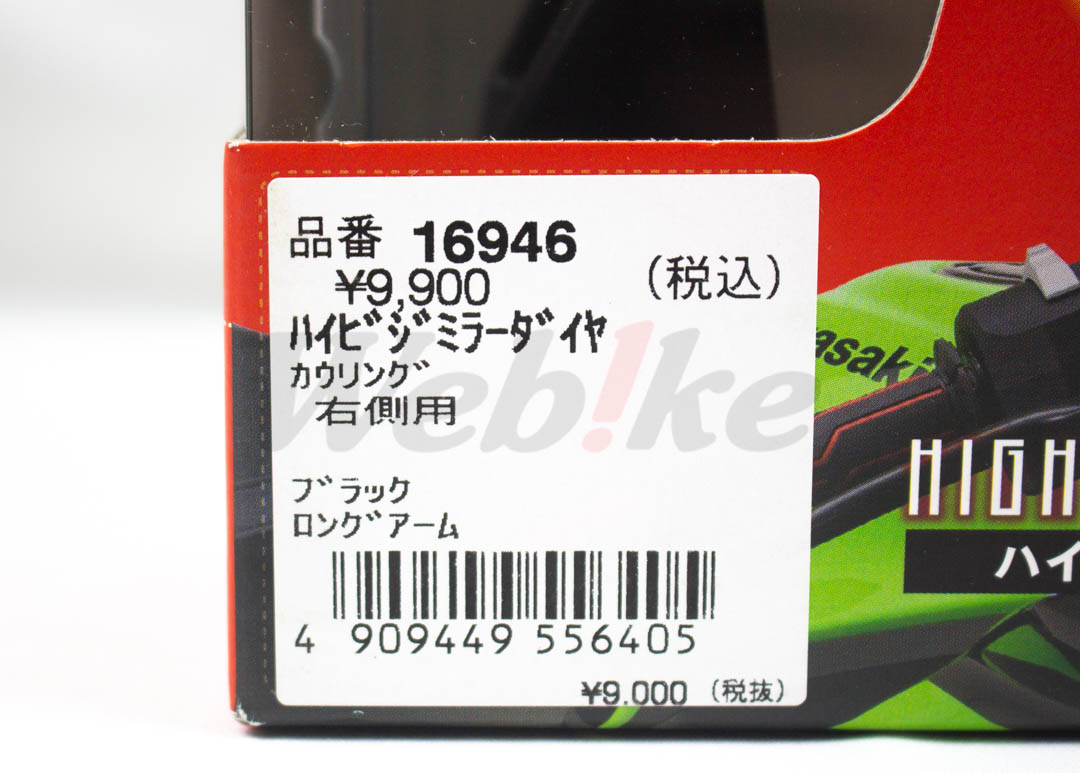 品番 16946
¥9,900 (税込)
ﾊｲﾋﾞｼﾞﾐﾗｰﾀﾞｲﾔ
ｶｳﾘﾝｸﾞ
右側用
Web!ke
ﾌﾞﾗｯｸ
ﾛﾝｸﾞｱｰﾑ
4 909449 556405
¥9.000 (税抜)
asaki
HIGH
ハイ